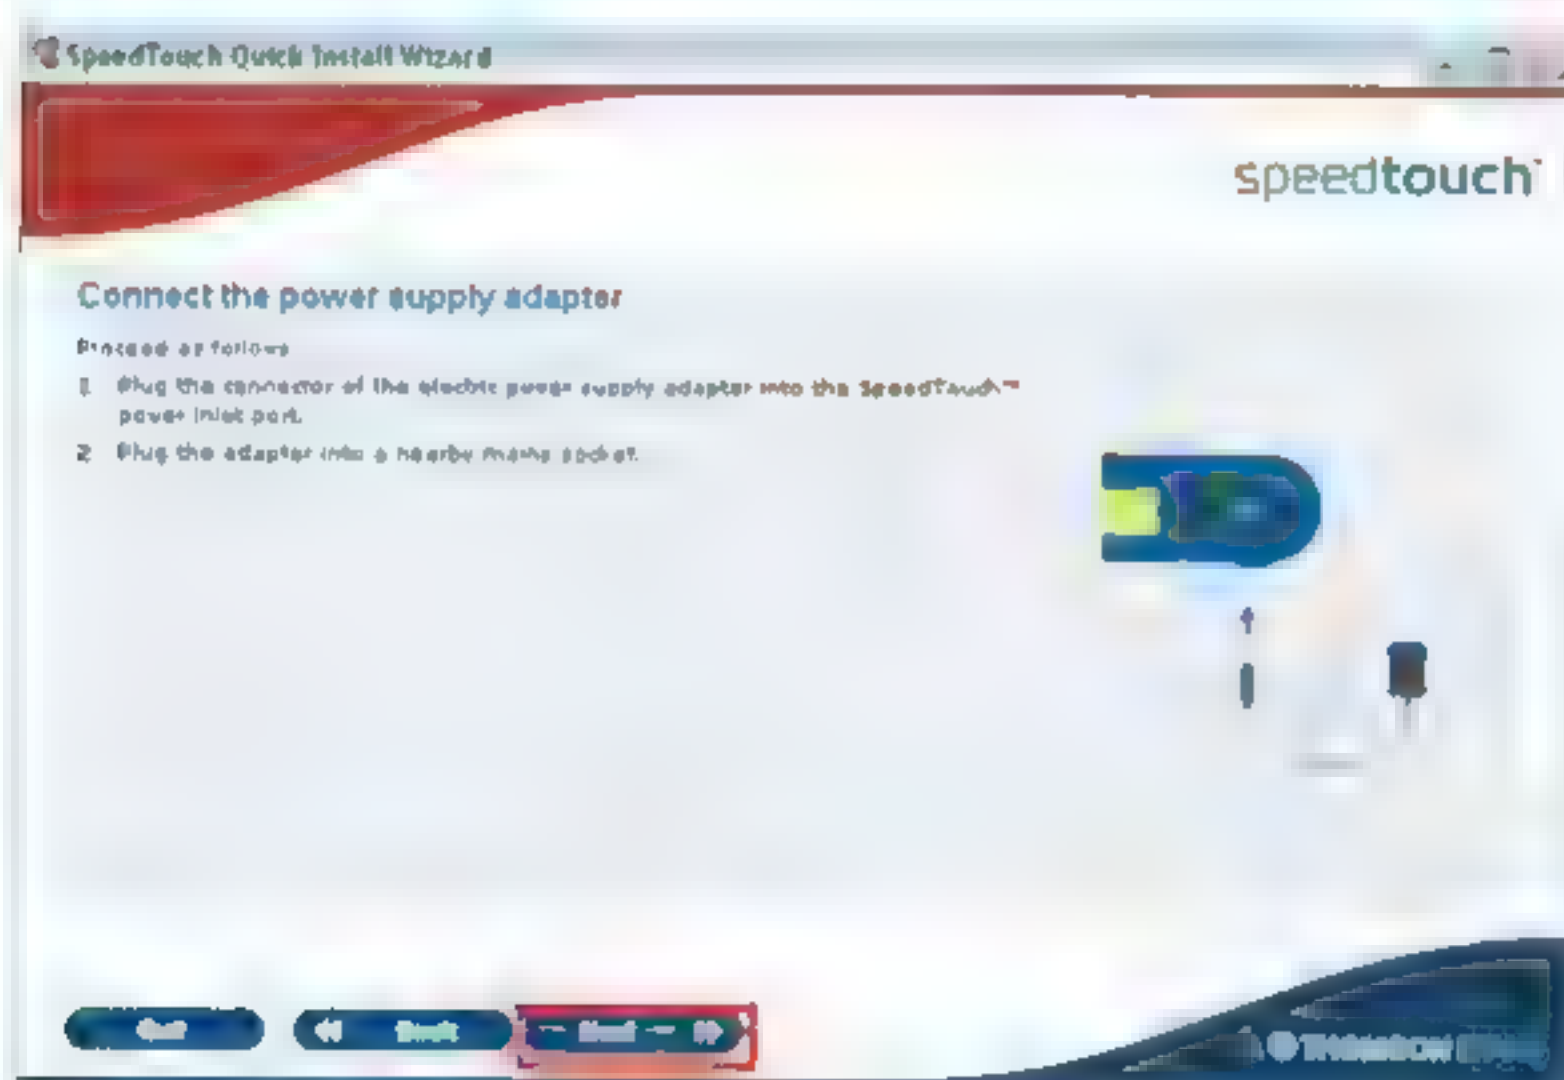 SpeedTouch Quick Install Wizard
speedtouch™
Connect the power supply adapter
Proceed as follows
1 Plug the connector of the electric power supply adapter into the SpeedTouch™
power inlet port.
2 Plug the adapter into a nearby mains socket.
Back
Next
THOMSON